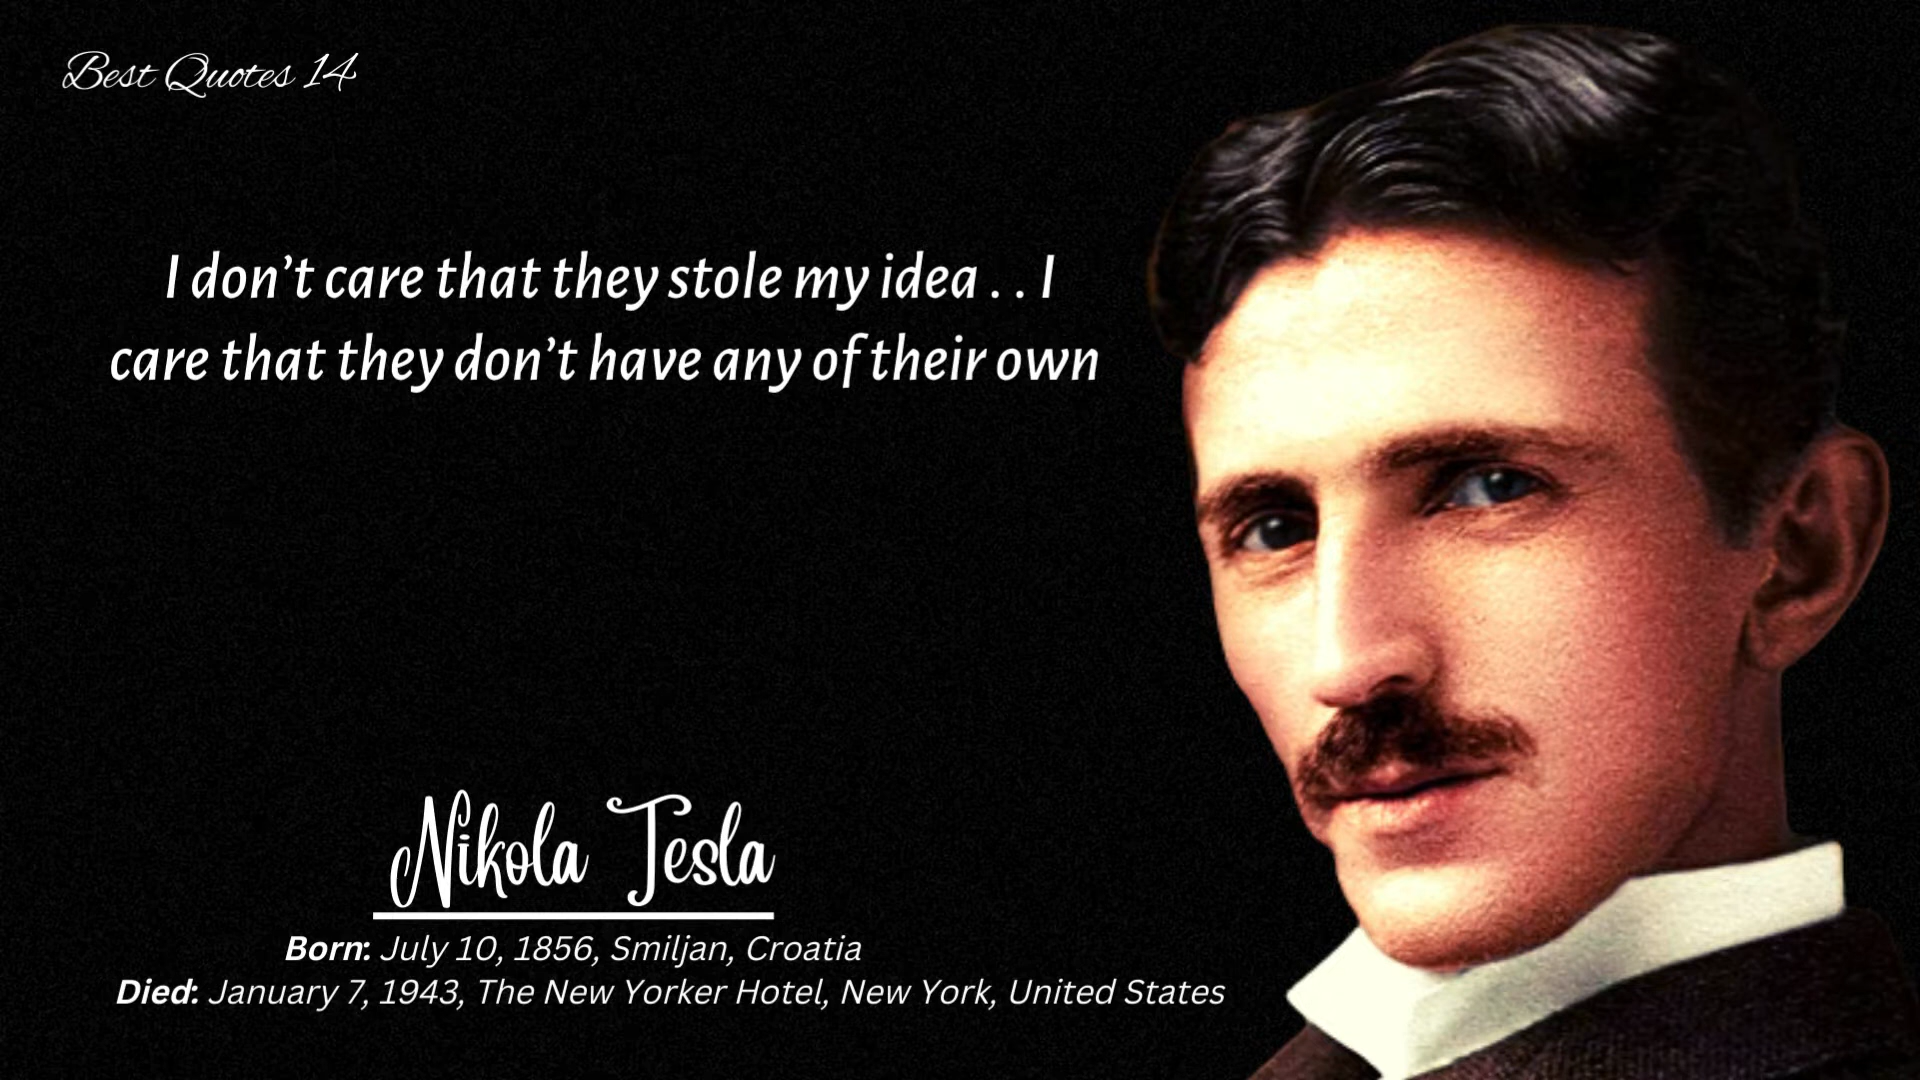 Best Quotes 14
I don’t care that they stole my idea . . I
care that they don’t have any of their own
Nikola Tesla
Born: July 10, 1856, Smiljan, Croatia
Died: January 7, 1943, The New Yorker Hotel, New York, United States